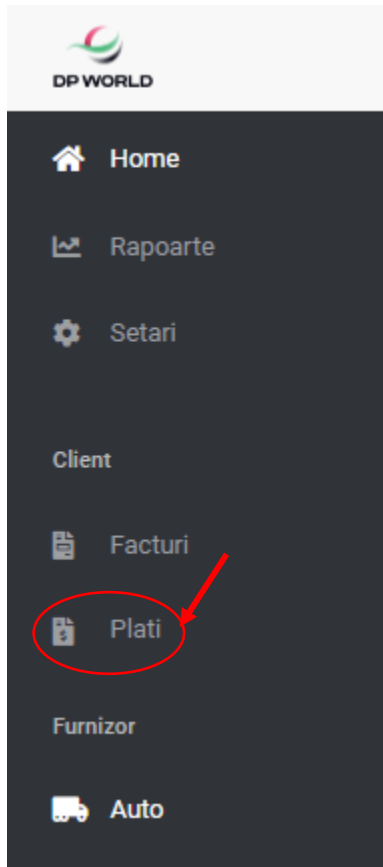 DP WORLD
Home
Rapoarte
Setari
Client
Facturi
$
Plati
Furnizor
Auto